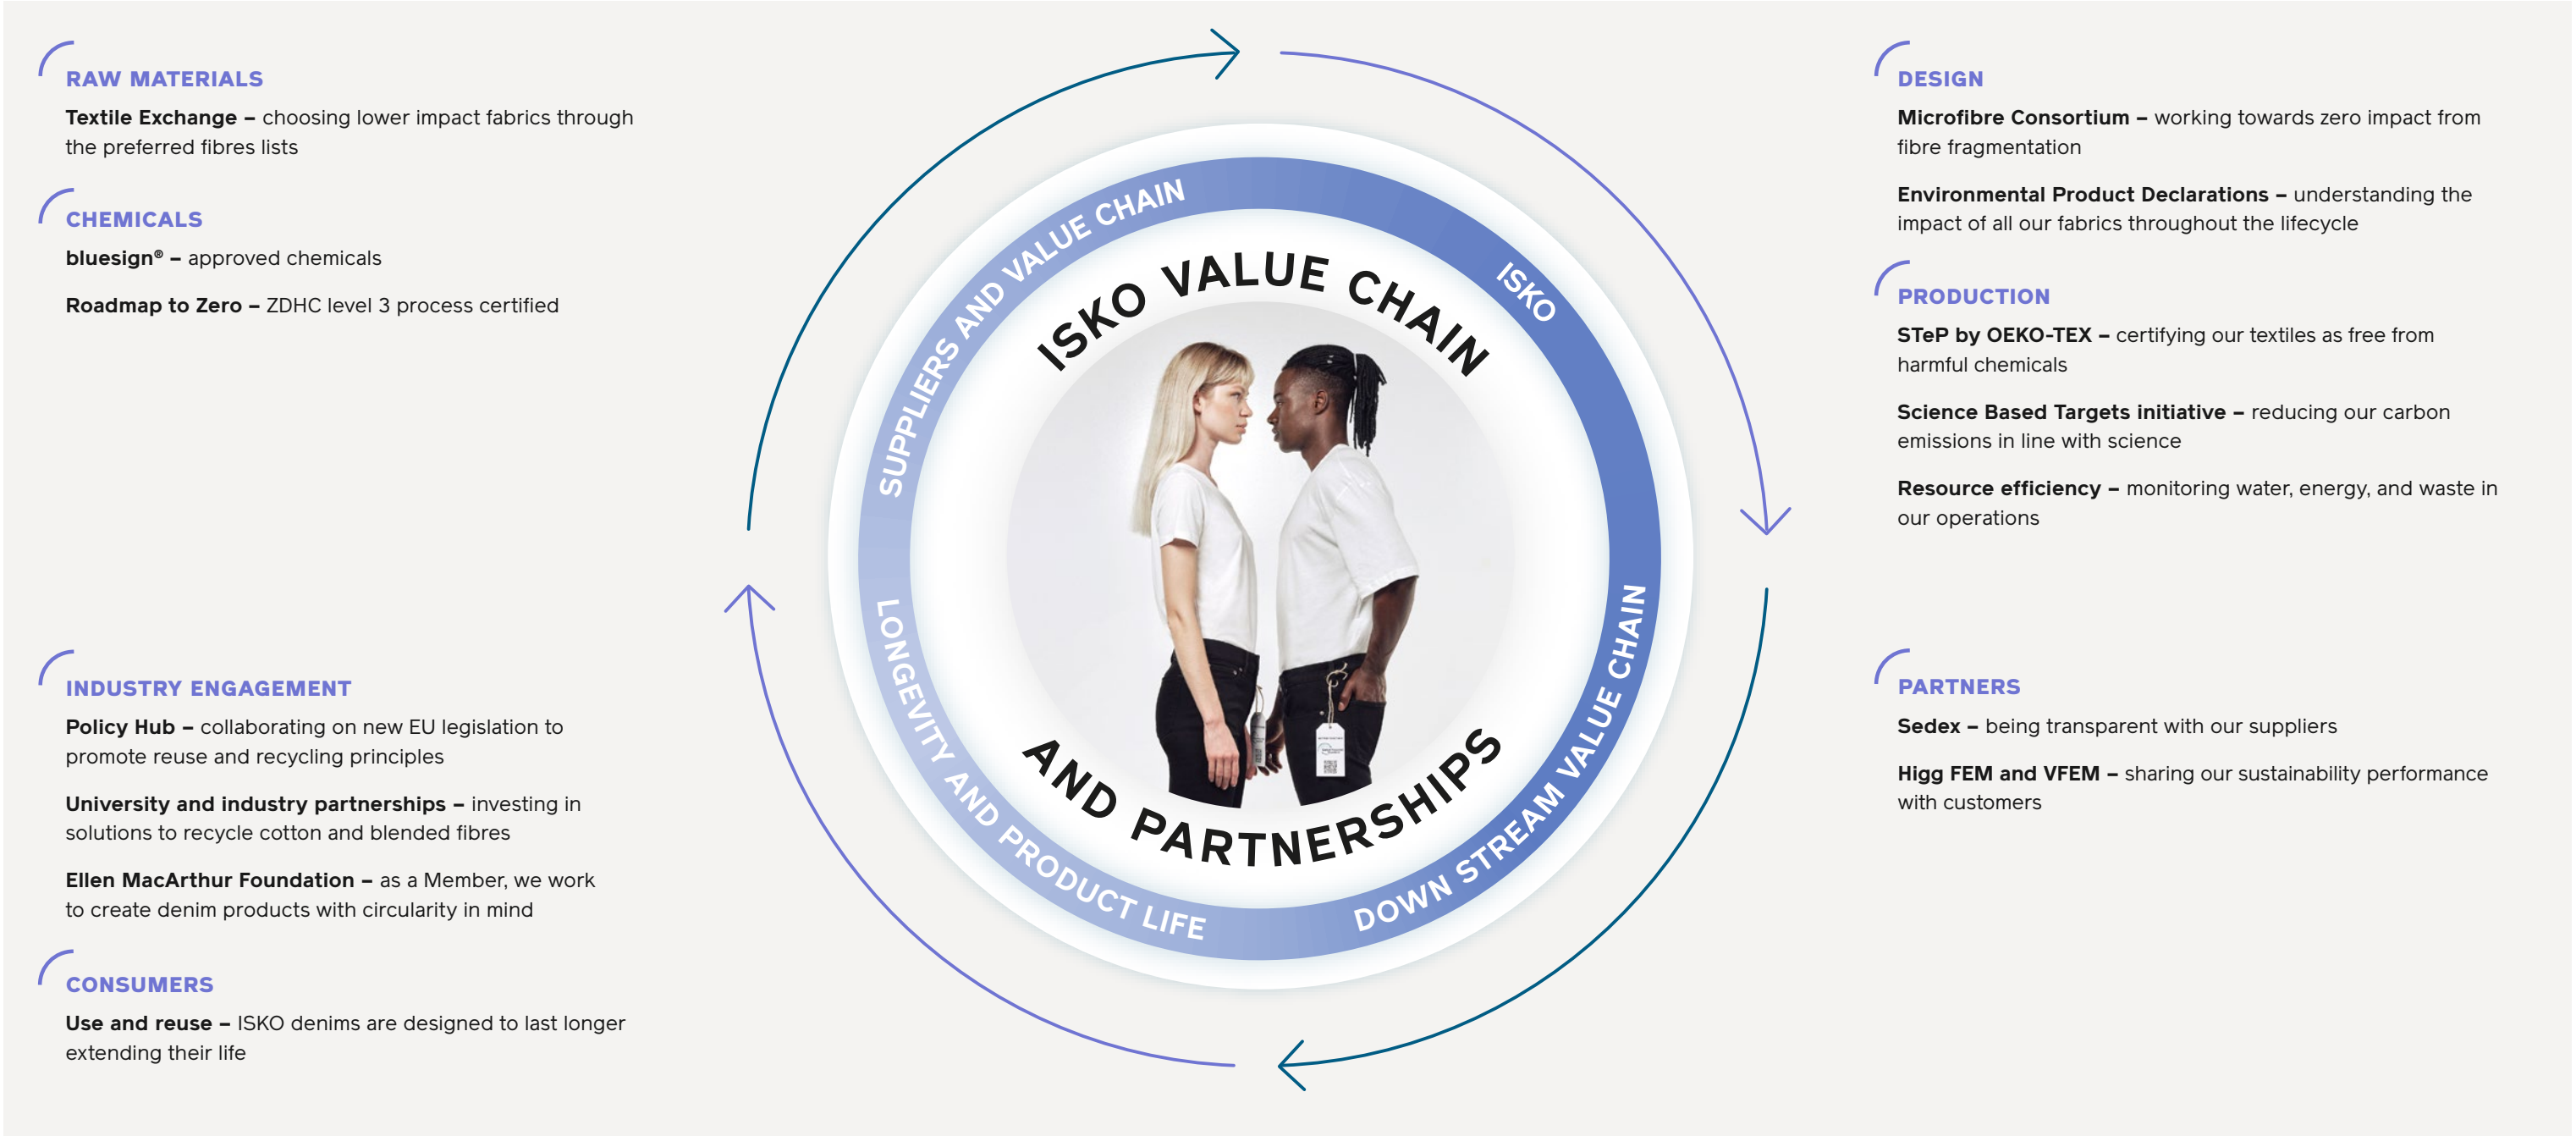 RAW MATERIALS
Textile Exchange – choosing lower impact fabrics through
the preferred fibres lists
CHEMICALS
bluesign® – approved chemicals
Roadmap to Zero – ZDHC level 3 process certified
INDUSTRY ENGAGEMENT
Policy Hub – collaborating on new EU legislation to
promote reuse and recycling principles
University and industry partnerships – investing in
solutions to recycle cotton and blended fibres
Ellen MacArthur Foundation – as a Member, we work
to create denim products with circularity in mind
CONSUMERS
Use and reuse – ISKO denims are designed to last longer
extending their life
SUPPLIERS AND VALUE CHAIN
ISKO
DOWN STREAM VALUE CHAIN
LONGEVITY AND PRODUCT LIFE
ISKO VALUE CHAIN
AND PARTNERSHIPS
DESIGN
Microfibre Consortium – working towards zero impact from
fibre fragmentation
Environmental Product Declarations – understanding the
impact of all our fabrics throughout the lifecycle
PRODUCTION
STeP by OEKO-TEX – certifying our textiles as free from
harmful chemicals
Science Based Targets initiative – reducing our carbon
emissions in line with science
Resource efficiency – monitoring water, energy, and waste in
our operations
PARTNERS
Sedex – being transparent with our suppliers
Higg FEM and VFEM – sharing our sustainability performance
with customers